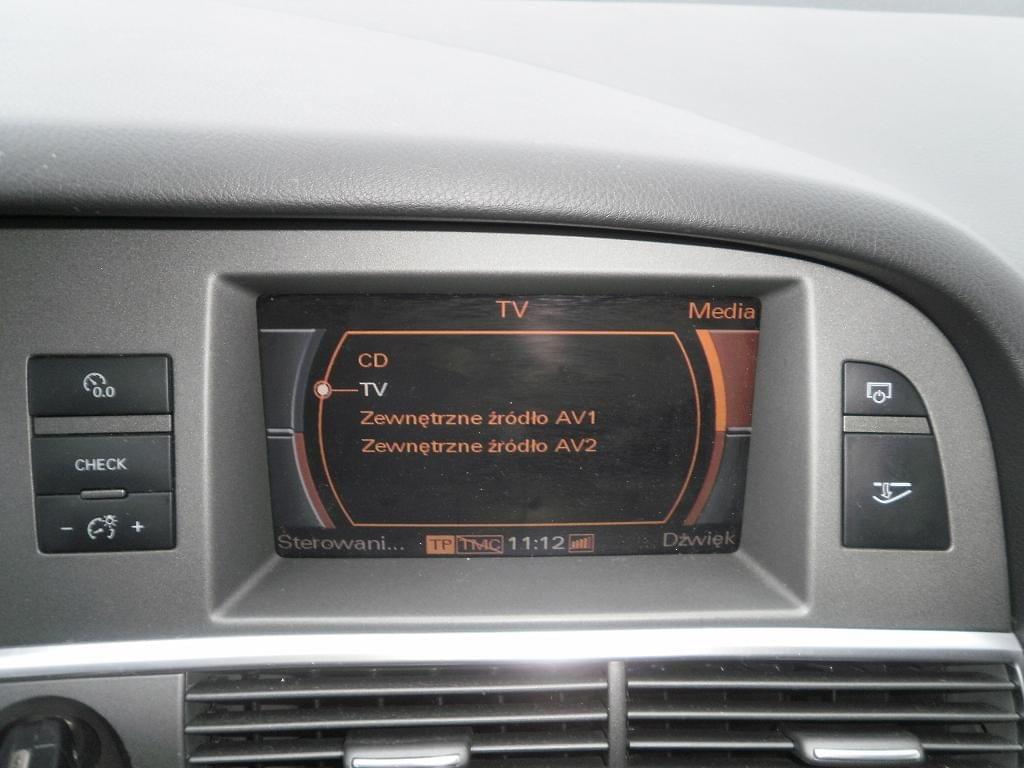 TV
Media
CD
TV
Zewnętrzne źródło AV1
Zewnętrzne źródło AV2
Sterowani...
TP TMC 11:12
Dźwięk
0.0
CHECK
- +